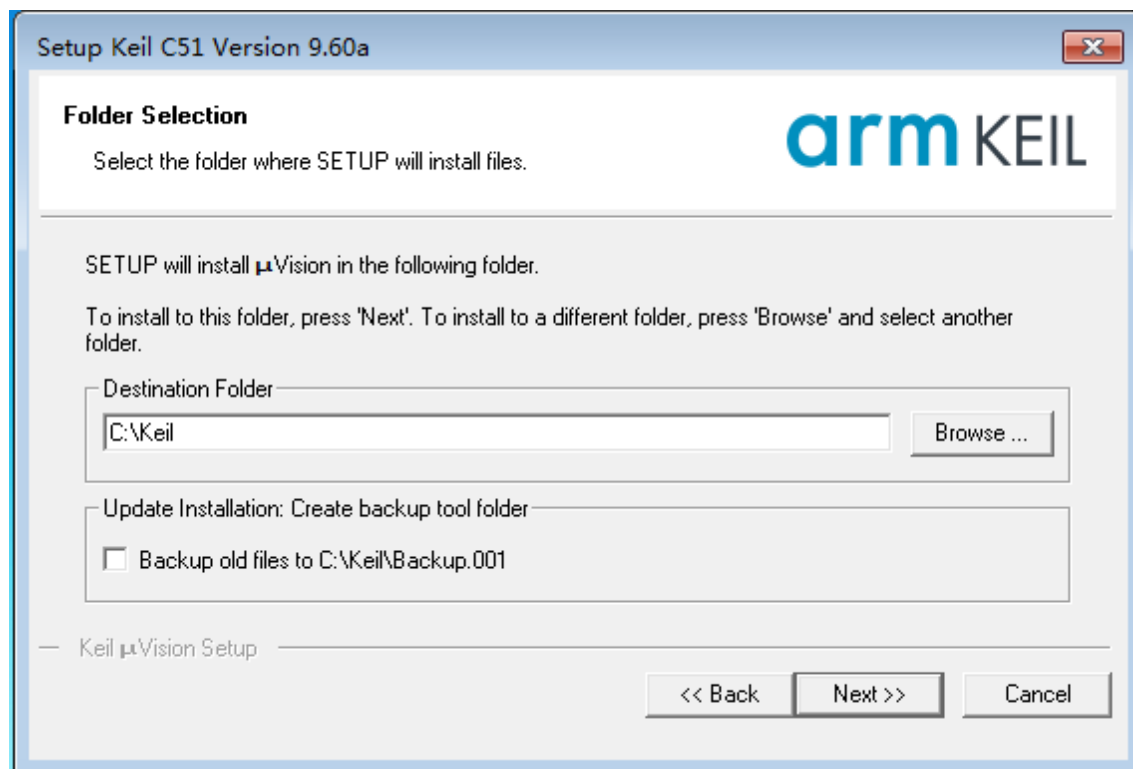 Setup Keil C51 Version 9.60a
Folder Selection
Select the folder where SETUP will install files.
arm KEIL
SETUP will install µVision in the following folder.
To install to this folder, press 'Next'. To install to a different folder, press 'Browse' and select another
folder.
Destination Folder
C:\Keil
Browse ...
Update Installation: Create backup tool folder
Backup old files to C:\Keil\Backup.001
Keil µVision Setup
<< Back
Next >>
Cancel